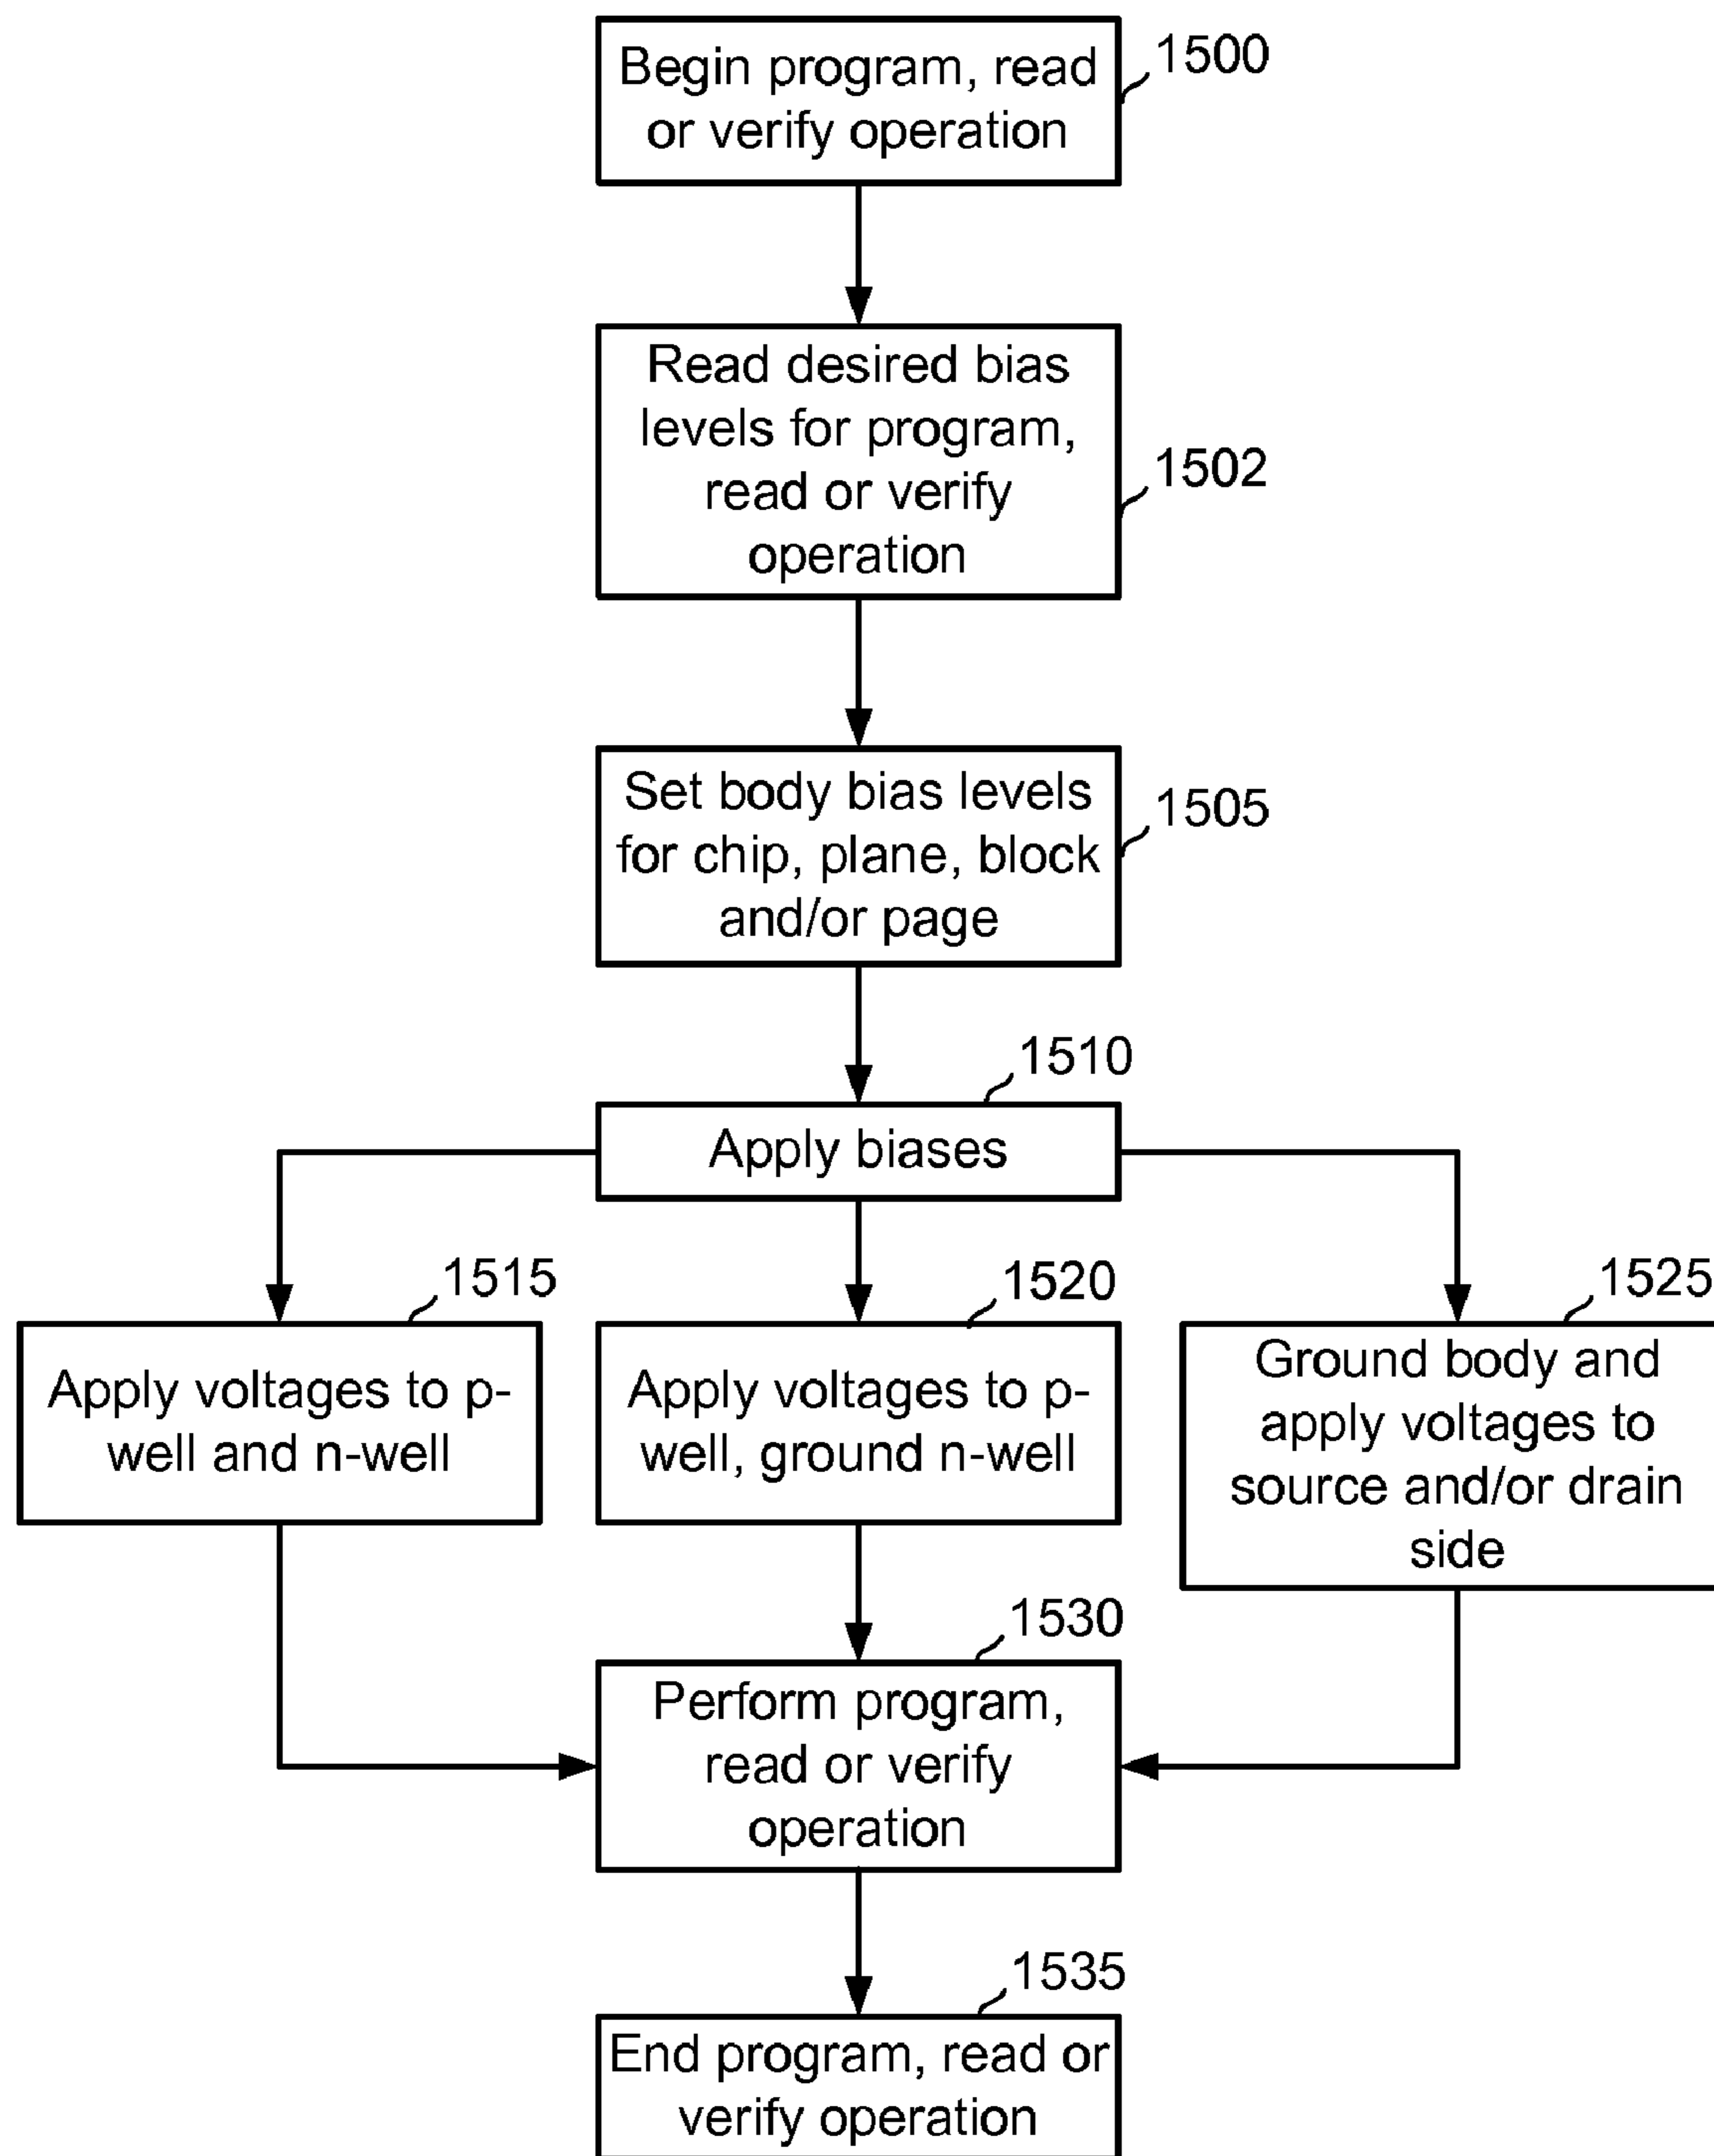 Begin program, read
or verify operation
1500
Read desired bias
levels for program,
read or verify
operation
1502
Set body bias levels
for chip, plane, block
and/or page
1505
1510
Apply biases
1515
Apply voltages to p-
well and n-well
1520
Apply voltages to p-
well, ground n-well
1525
Ground body and
apply voltages to
source and/or drain
side
1530
Perform program,
read or verify
operation
1535
End program, read or
verify operation